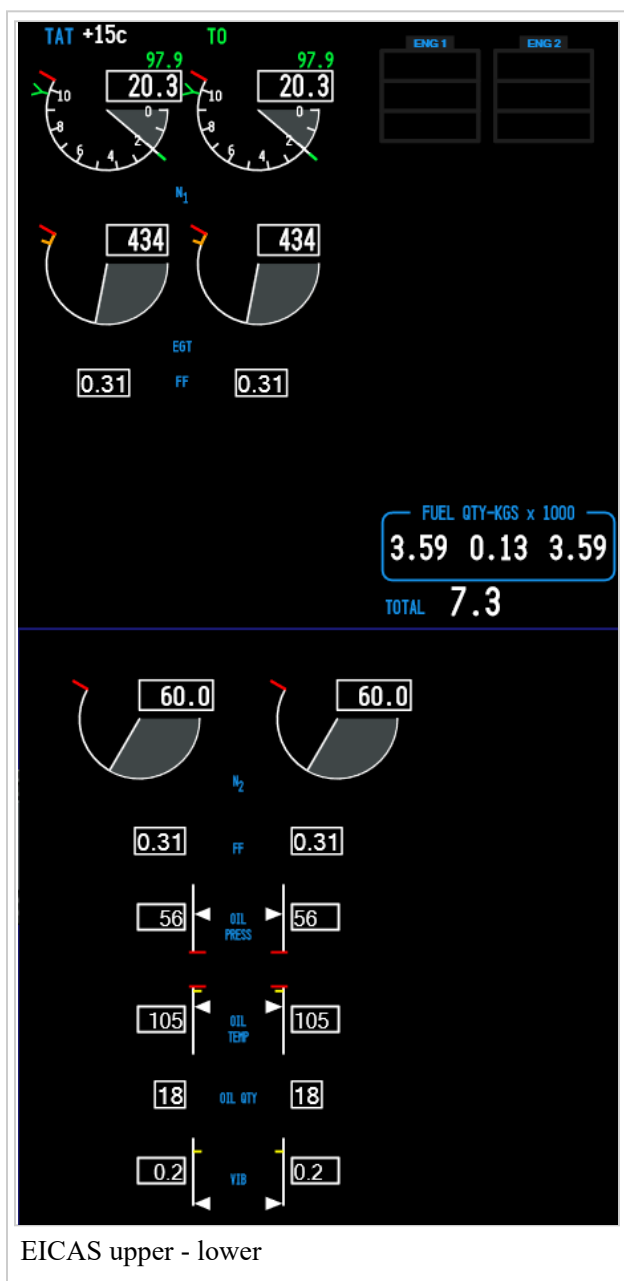 TAT +15c TO ENG 1 ENG 2
97.9 97.9
20.3 20.3
10 8 6 4 2 0 10 8 6 4 2 0
N1
434 434
EGT
0.31 FF 0.31
FUEL QTY-KGS x 1000
3.59 0.13 3.59
TOTAL 7.3
60.0 60.0
N2
0.31 FF 0.31
56 OIL 56
PRESS
105 OIL 105
TEMP
18 OIL QTY 18
0.2 VIB 0.2
EICAS upper - lower